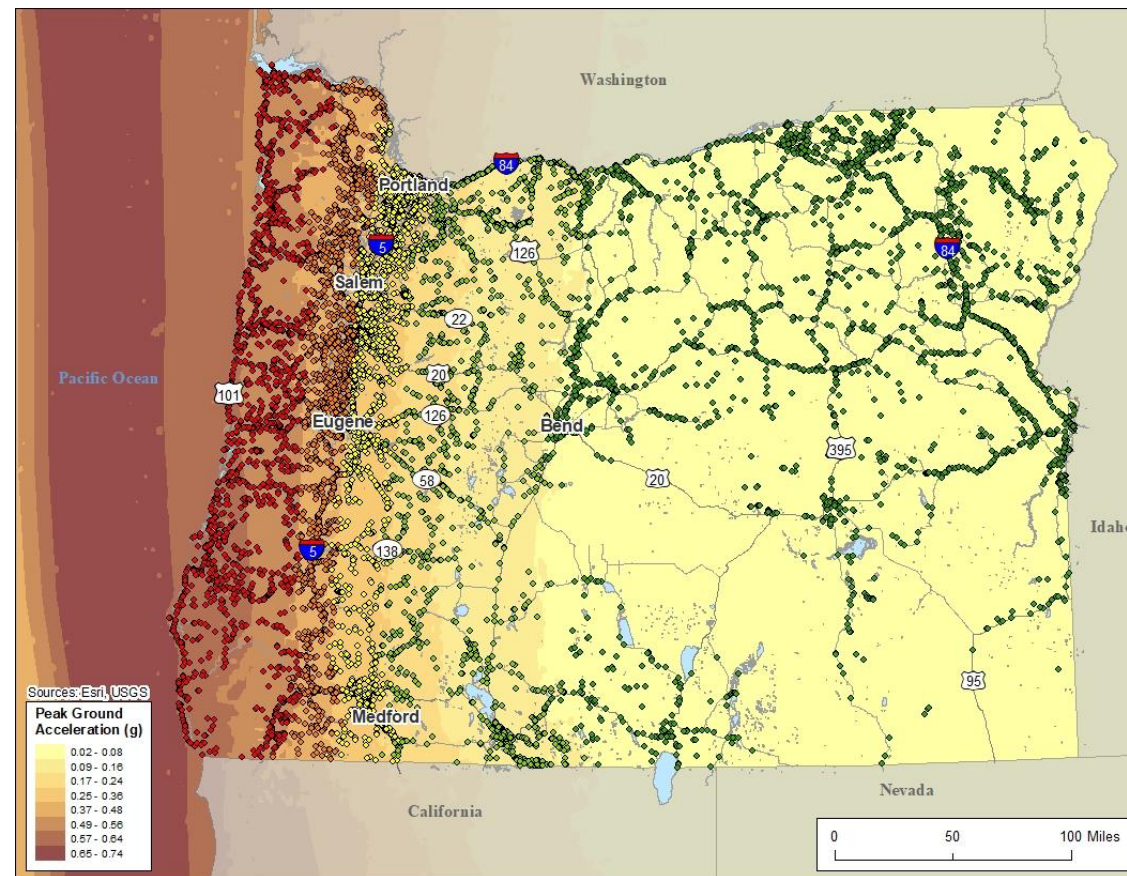 Washington
84
Portland
5
126
84
Salem
22
Pacific Ocean
20
101
126
Eugene
Bend
395
58
20
Idaho
5
138
95
Sources: Esri, USGS
Peak Ground
Acceleration (g)
0.02 - 0.08
0.09 - 0.16
0.17 - 0.24
0.25 - 0.36
0.37 - 0.48
0.49 - 0.56
0.57 - 0.64
0.65 - 0.74
Medford
California
Nevada
0 50 100 Miles